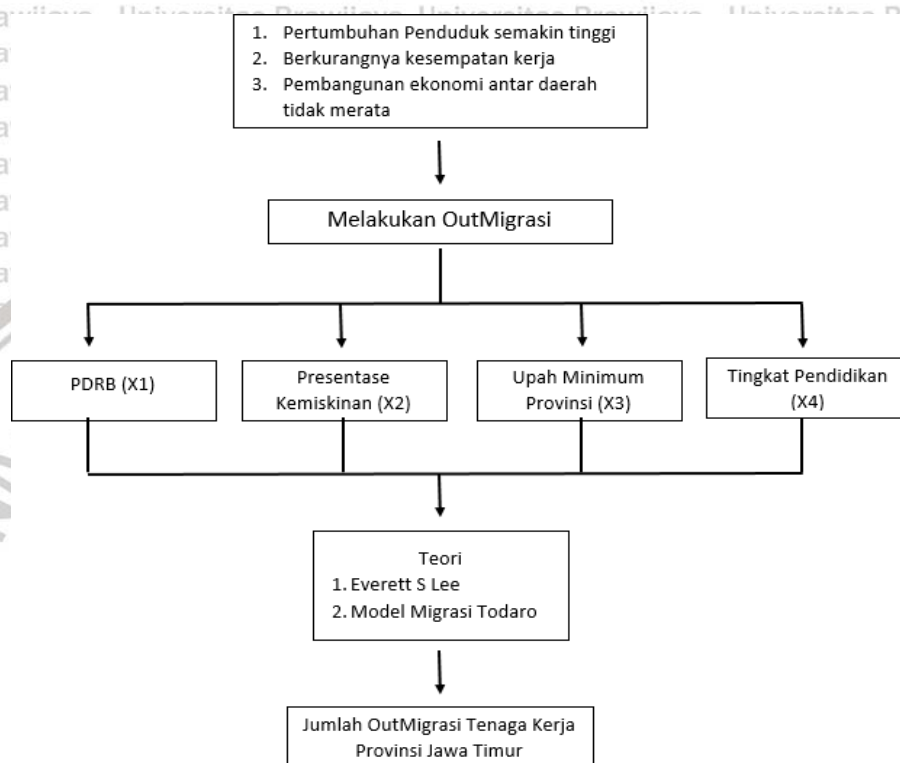 1. Pertumbuhan Penduduk semakin tinggi
2. Berkurangnya kesempatan kerja
3. Pembangunan ekonomi antar daerah
tidak merata
Melakukan OutMigrasi
PDRB (X1)
Presentase
Kemiskinan (X2)
Upah Minimum
Provinsi (X3)
Tingkat Pendidikan
(X4)
Teori
1. Everett S Lee
2. Model Migrasi Todaro
Jumlah OutMigrasi Tenaga Kerja
Provinsi Jawa Timur